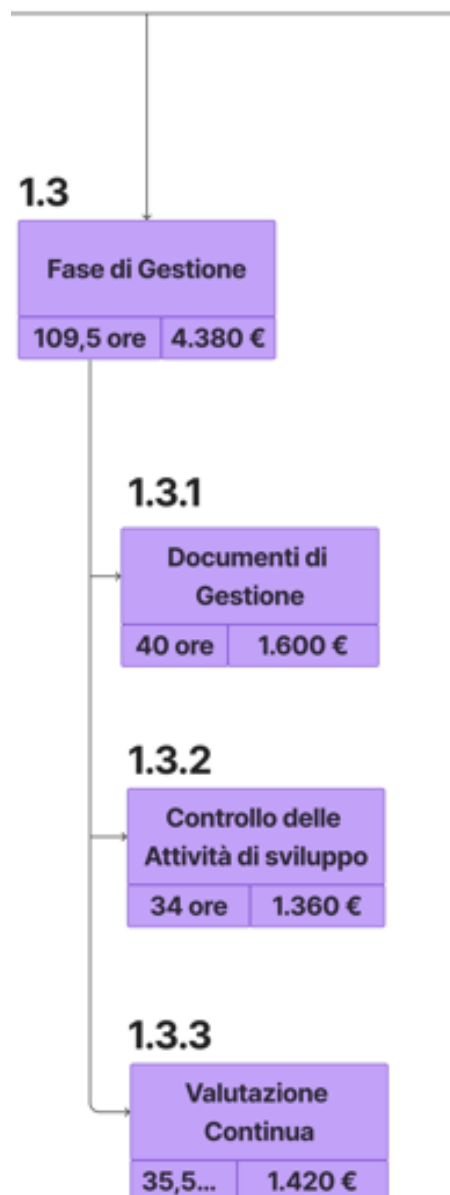 1.3
Fase di Gestione
109,5 ore 4.380 €
1.3.1
Documenti di
Gestione
40 ore 1.600 €
1.3.2
Controllo delle
Attività di sviluppo
34 ore 1.360 €
1.3.3
Valutazione
Continua
35,5... 1.420 €